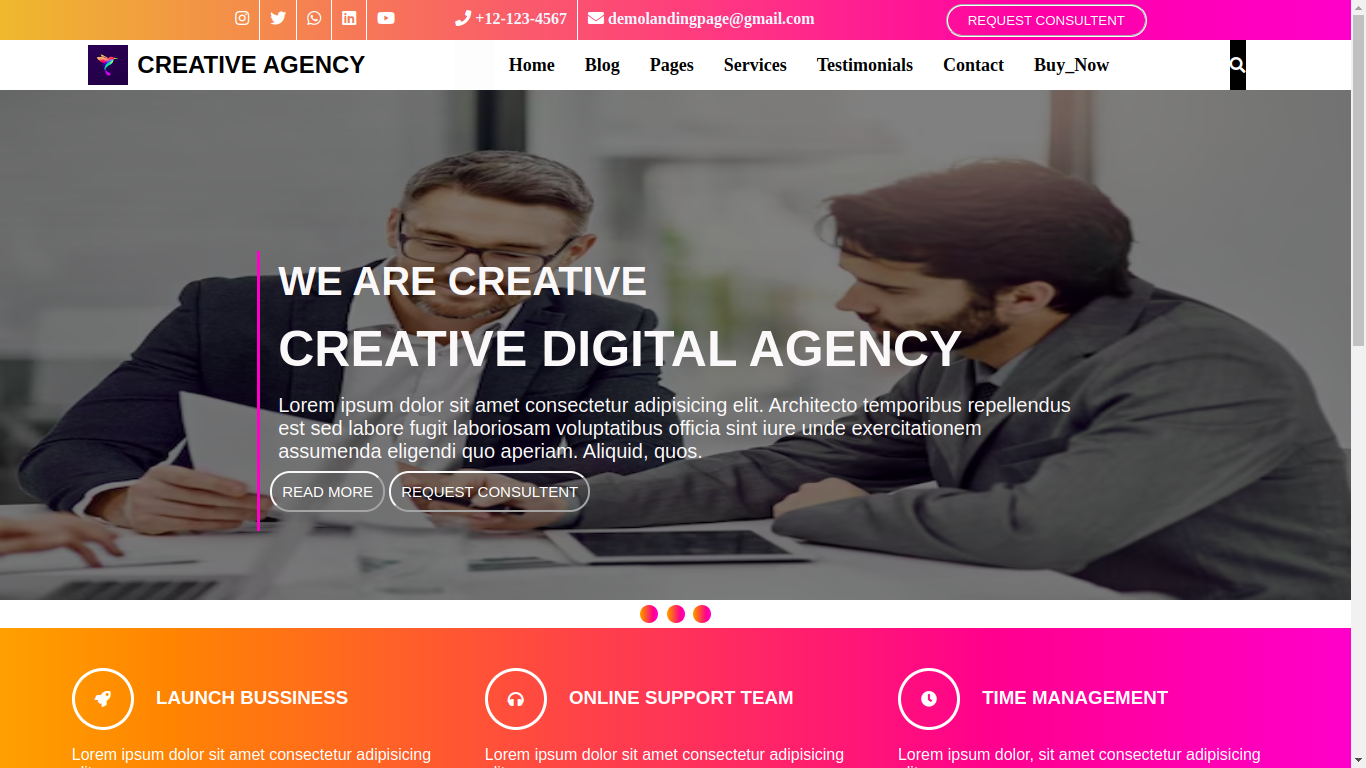 +12-123-4567
demolandingpage@gmail.com
REQUEST CONSULTENT
CREATIVE AGENCY
Home
Blog
Pages
Services
Testimonials
Contact
Buy_Now
WE ARE CREATIVE
CREATIVE DIGITAL AGENCY
Lorem ipsum dolor sit amet consectetur adipisicing elit. Architecto temporibus repellendus
est sed labore fugit laboriosam voluptatibus officia sint iure unde exercitationem
assumenda eligendi quo aperiam. Aliquid, quos.
READ MORE
REQUEST CONSULTENT
LAUNCH BUSSINESS
Lorem ipsum dolor sit amet consectetur adipisicing
ONLINE SUPPORT TEAM
Lorem ipsum dolor sit amet consectetur adipisicing
TIME MANAGEMENT
Lorem ipsum dolor, sit amet consectetur adipisicing